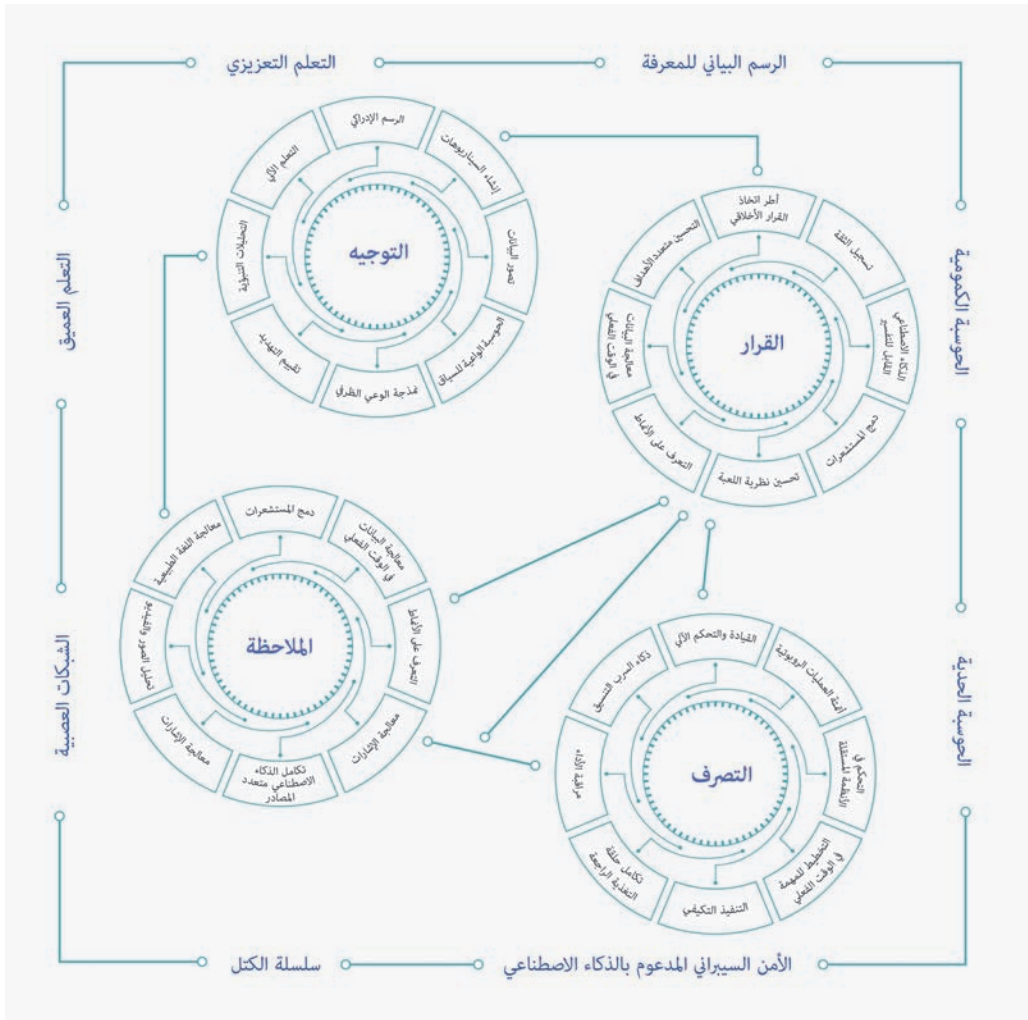 الرسم البياني للمعرفة
التعلم التعزيزي
الحوسبة الكمومية
الحوسبة الحدية
التعلم العميق
الشبكات العصبية
الأمن السيبراني المدعوم بالذكاء الاصطناعي
سلسلة الكتل
التوجيه
الرسم الإدراكي
إنشاء السيناريوهات
تصور البيانات
الحوسبة الواعية للسياق
نمذجة الوعي الظرفي
تقييم التهديد
التحليلات التنبؤية
التعلم الآلي
القرار
أطر اتخاذ
القرار الأخلاقي
تسجيل الثقة
الذكاء الاصطناعي
القابل للتفسير
دمج المستشعرات
تحسين نظرية اللعبة
التعرف على الأنماط
معالجة البيانات
في الوقت الفعلي
التحسين متعدد الأهداف
الملاحظة
دمج المستشعرات
معالجة البيانات
في الوقت الفعلي
التعرف على الأنماط
معالجة الإشارات
تكامل الذكاء
الاصطناعي متعدد
المصادر
معالجة الإشارات
تحليل الصور والفيديو
معالجة اللغة الطبيعية
التصرف
القيادة والتحكم الآلي
أتمتة العمليات الروبوتية
التحكم في
الأنظمة المستقلة
التخطيط للمهمة
في الوقت الفعلي
التنفيذ التكيفي
تكامل حلقة
التغذية الراجعة
مراقبة الأداء
ذكاء السرب التنسيق